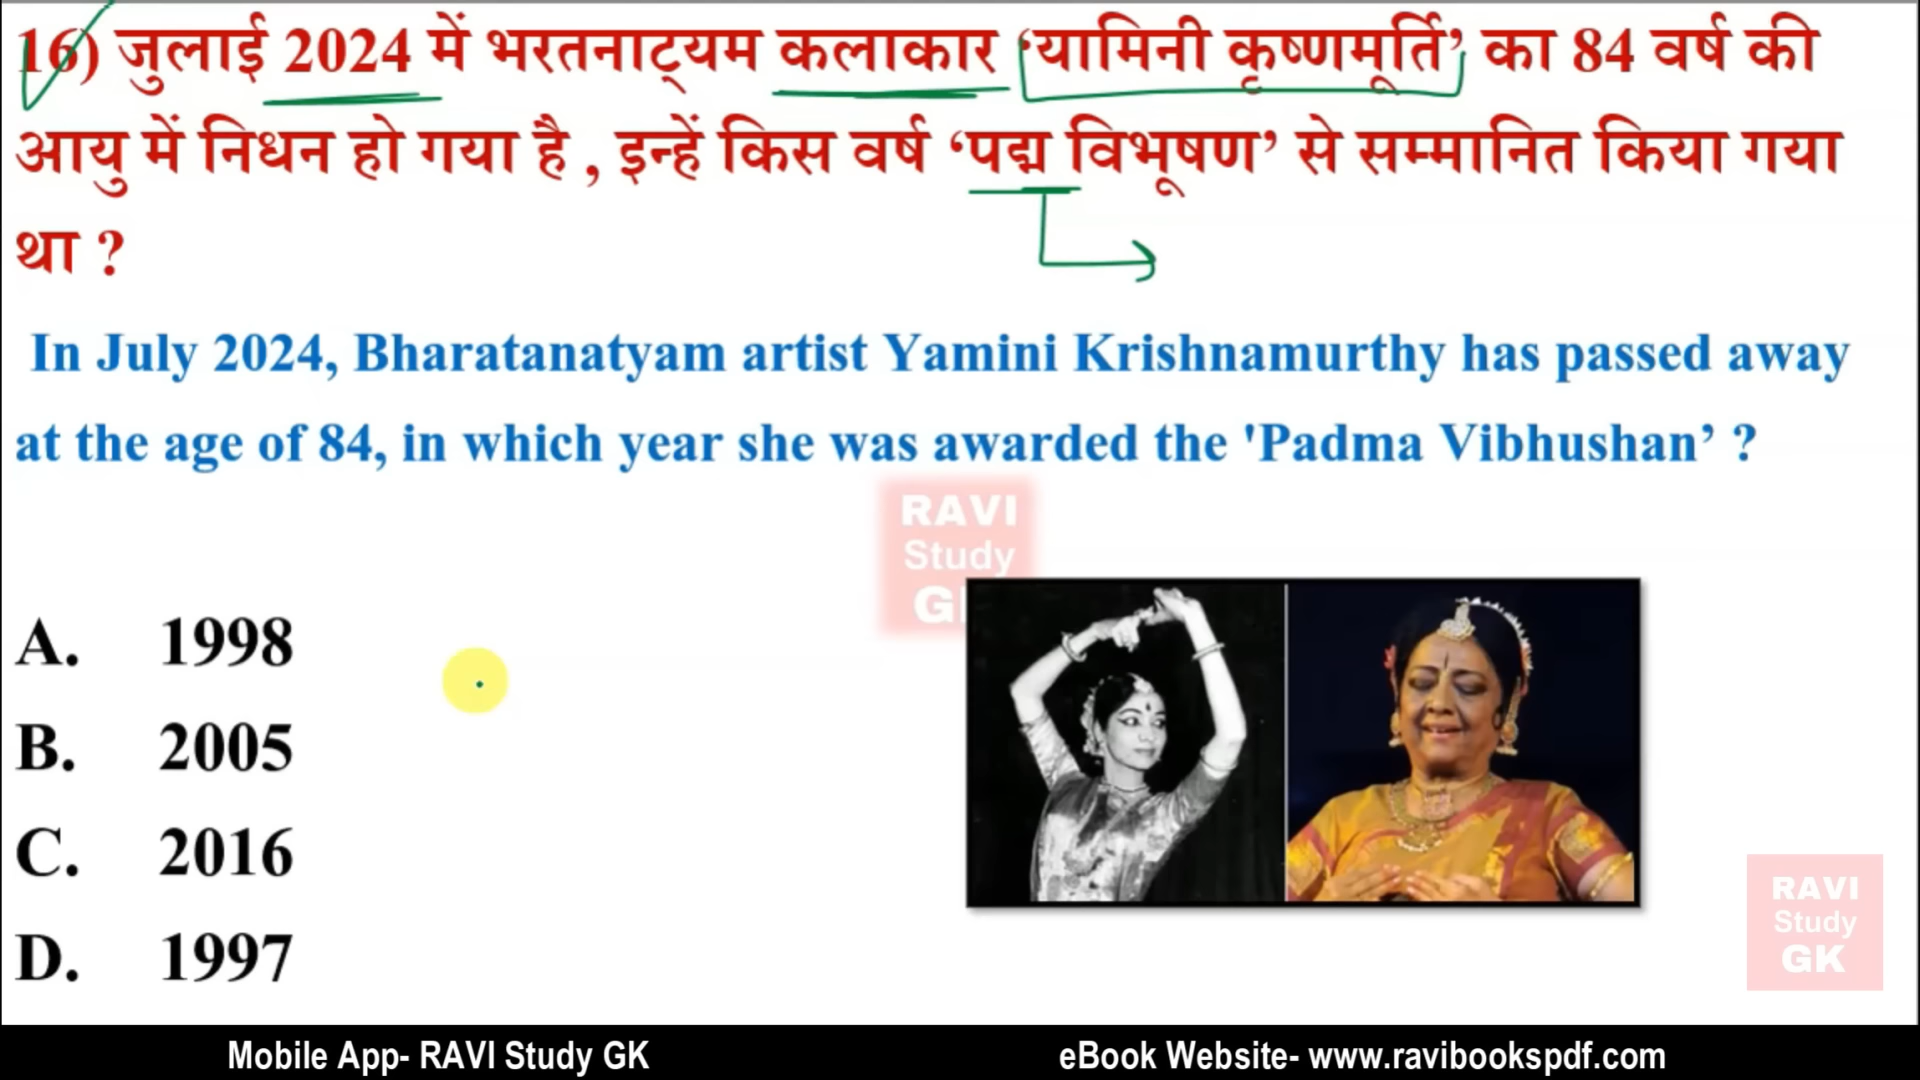 16) जुलाई 2024 में भरतनाट्यम कलाकार ‘यामिनी कृष्णमूर्ति’ का 84 वर्ष की
आयु में निधन हो गया है , इन्हें किस वर्ष ‘पद्म विभूषण’ से सम्मानित किया गया
था ?
In July 2024, Bharatanatyam artist Yamini Krishnamurthy has passed away
at the age of 84, in which year she was awarded the 'Padma Vibhushan’ ?
RAVI
Study
A. 1998
B. 2005
C. 2016
D. 1997
RAVI
Study
GK
Mobile App- RAVI Study GK
eBook Website- www.ravibookspdf.com